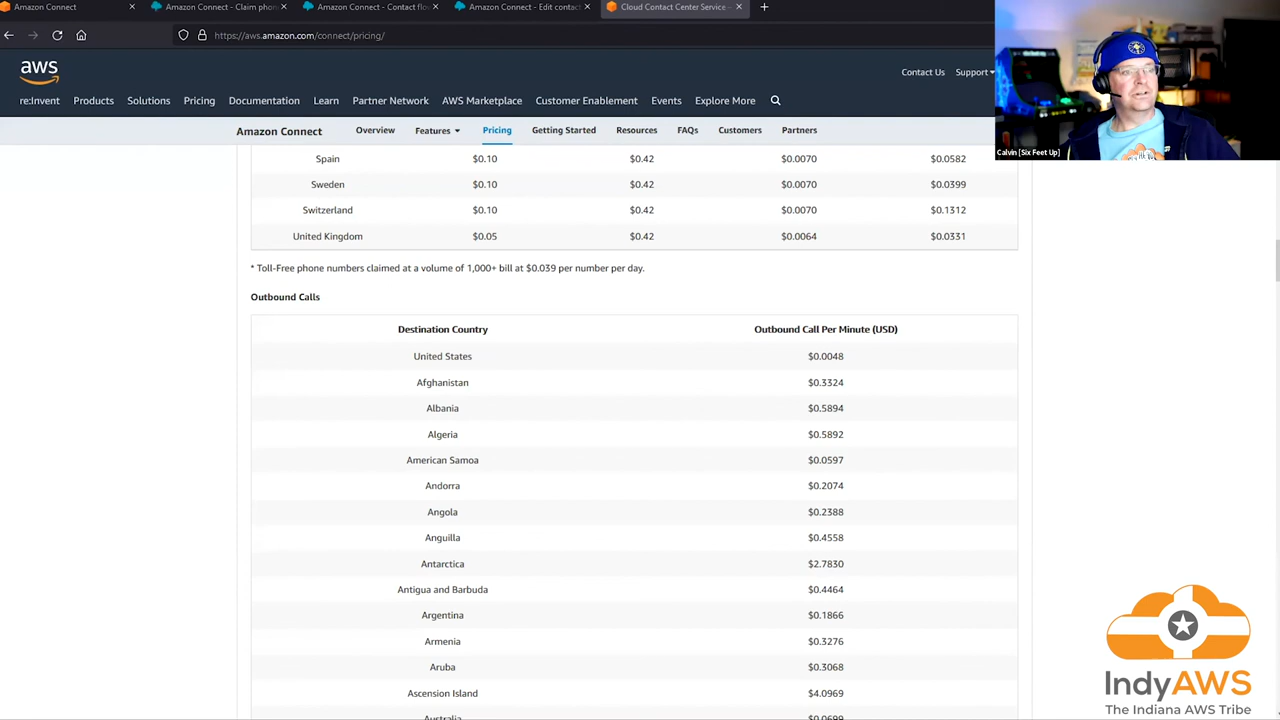 Amazon Connect
Amazon Connect - Claim phon
Amazon Connect - Contact flo
Amazon Connect - Edit contact
Cloud Contact Center Service -
https://aws.amazon.com/connect/pricing/
aws
Contact Us Support
re:Invent Products Solutions Pricing Documentation Learn Partner Network AWS Marketplace Customer Enablement Events Explore More
Calvin [Six Feet Up]
Amazon Connect Overview Features Pricing Getting Started Resources FAQs Customers Partners
Spain $0.10 $0.42 $0.0070 $0.0582
Sweden $0.10 $0.42 $0.0070 $0.0399
Switzerland $0.10 $0.42 $0.0070 $0.1312
United Kingdom $0.05 $0.42 $0.0064 $0.0331
* Toll-Free phone numbers claimed at a volume of 1,000+ bill at $0.039 per number per day.
Outbound Calls
Destination Country Outbound Call Per Minute (USD)
United States $0.0048
Afghanistan $0.3324
Albania $0.5894
Algeria $0.5892
American Samoa $0.0597
Andorra $0.2074
Angola $0.2388
Anguilla $0.4558
Antarctica $2.7830
Antigua and Barbuda $0.4464
Argentina $0.1866
Armenia $0.3276
Aruba $0.3068
Ascension Island $4.0969
Australia $0.0699
IndyAWS
The Indiana AWS Tribe